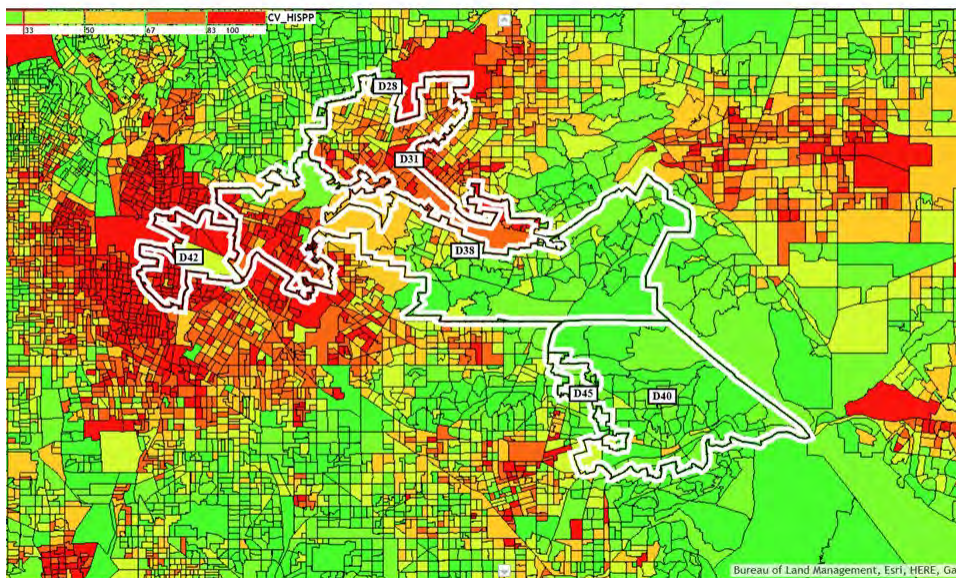 CV_HISPP
33 50 67 83 100
D28
D31
D38
D42
D45
D40
Bureau of Land Management, Esri, HERE, Ga